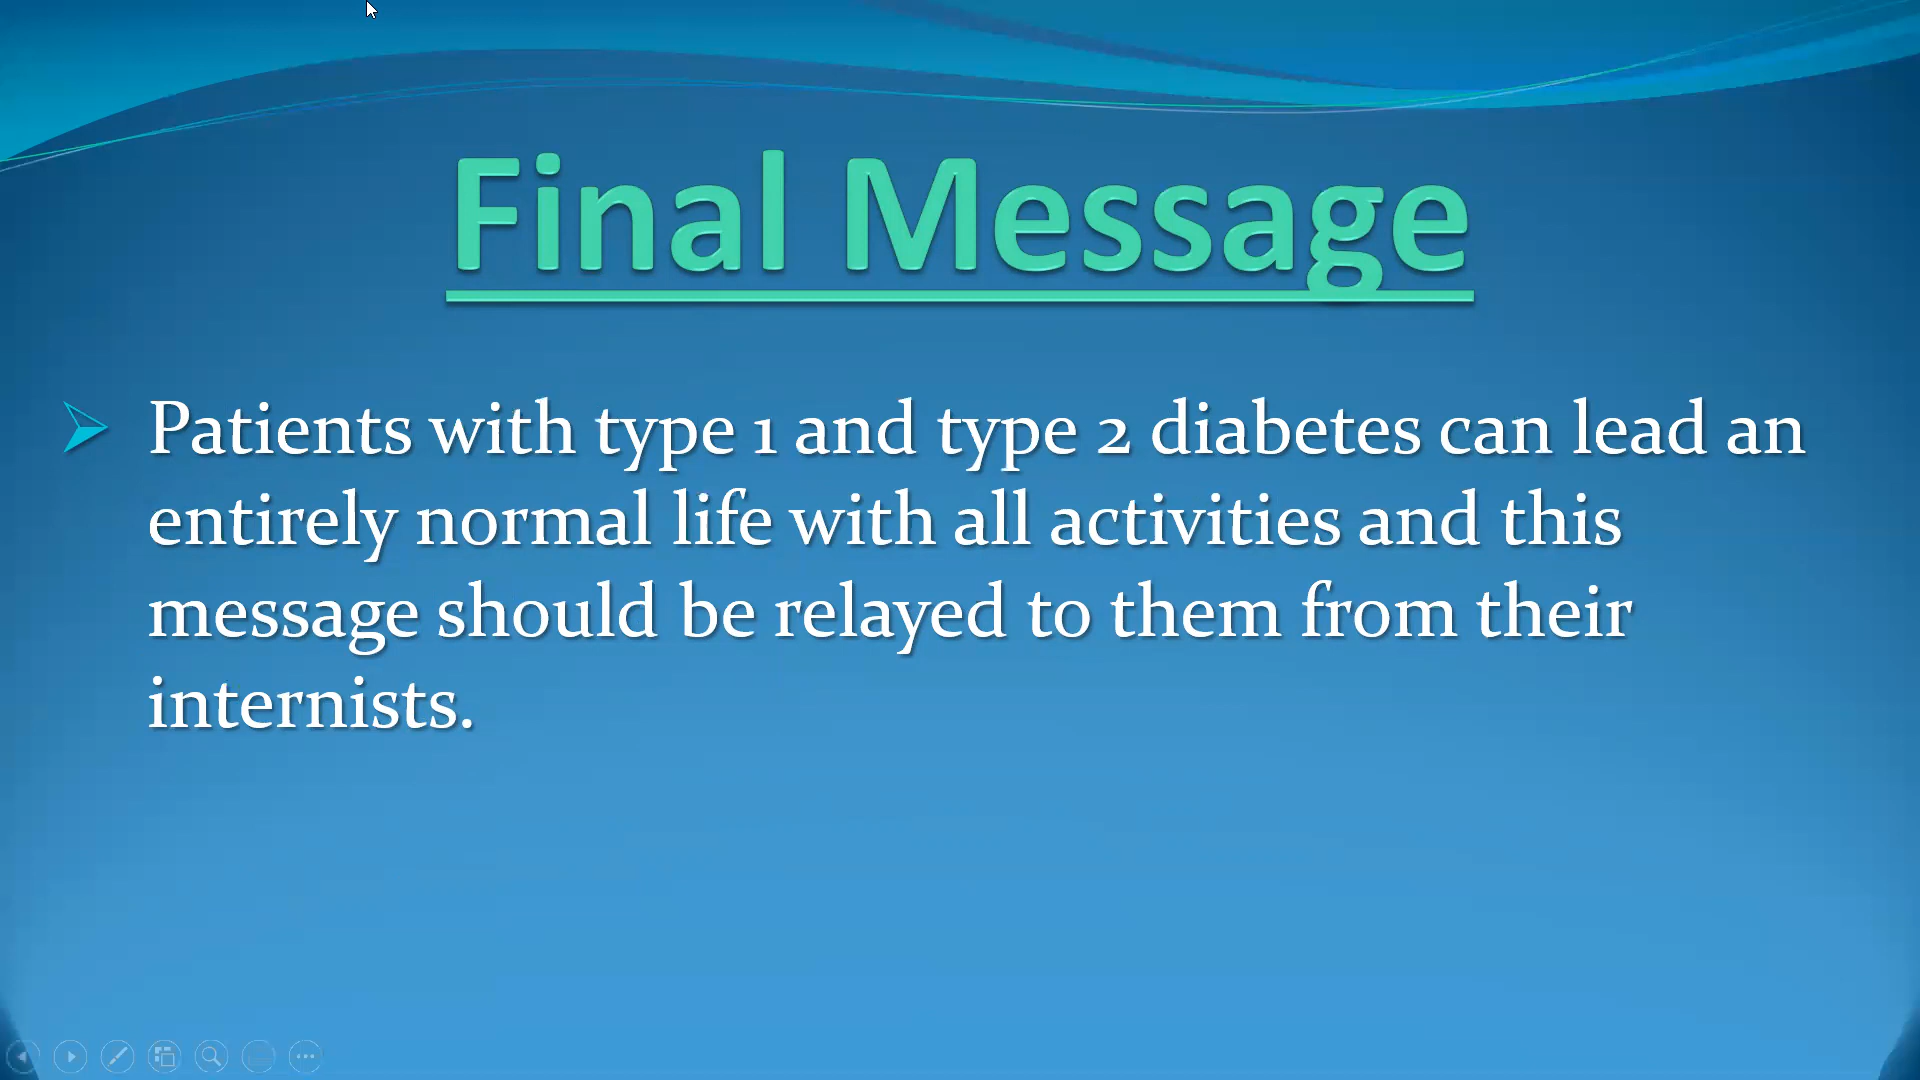 Final Message
Patients with type 1 and type 2 diabetes can lead an
entirely normal life with all activities and this
message should be relayed to them from their
internists.